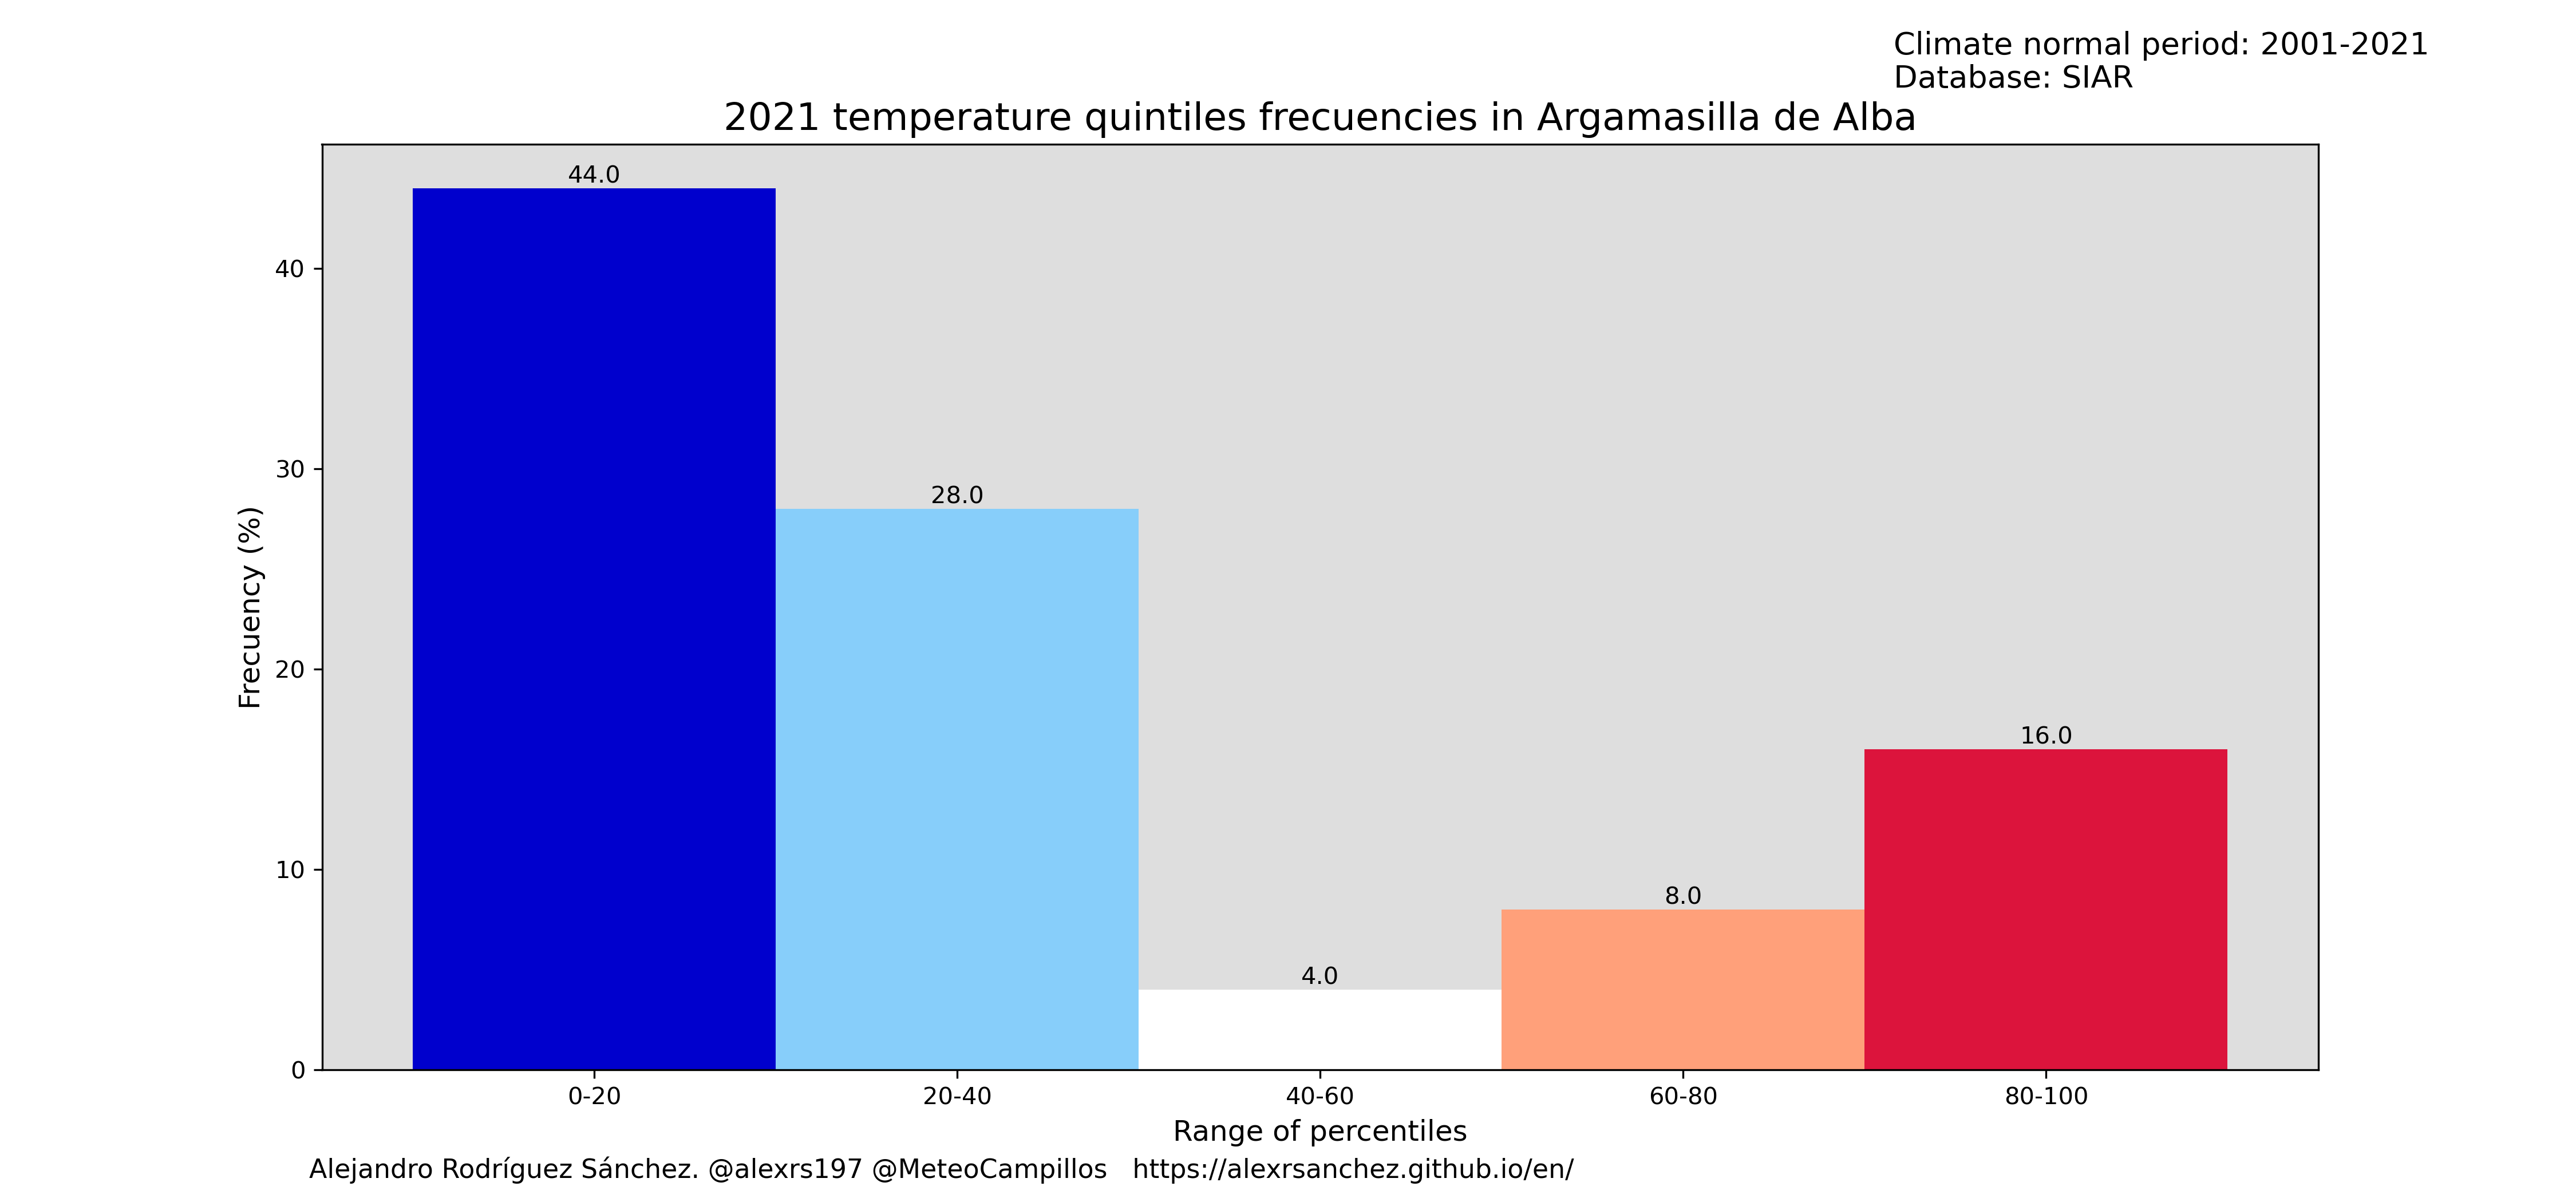 Climate normal period: 2001-2021
Database: SIAR
2021 temperature quintiles frecuencies in Argamasilla de Alba
44.0
40
28.0
30
Frecuency (%)
20
16.0
10
8.0
4.0
0
0-20 20-40 40-60 60-80 80-100
Range of percentiles
Alejandro Rodríguez Sánchez. @alexrs197 @MeteoCampillos https://alexrsanchez.github.io/en/